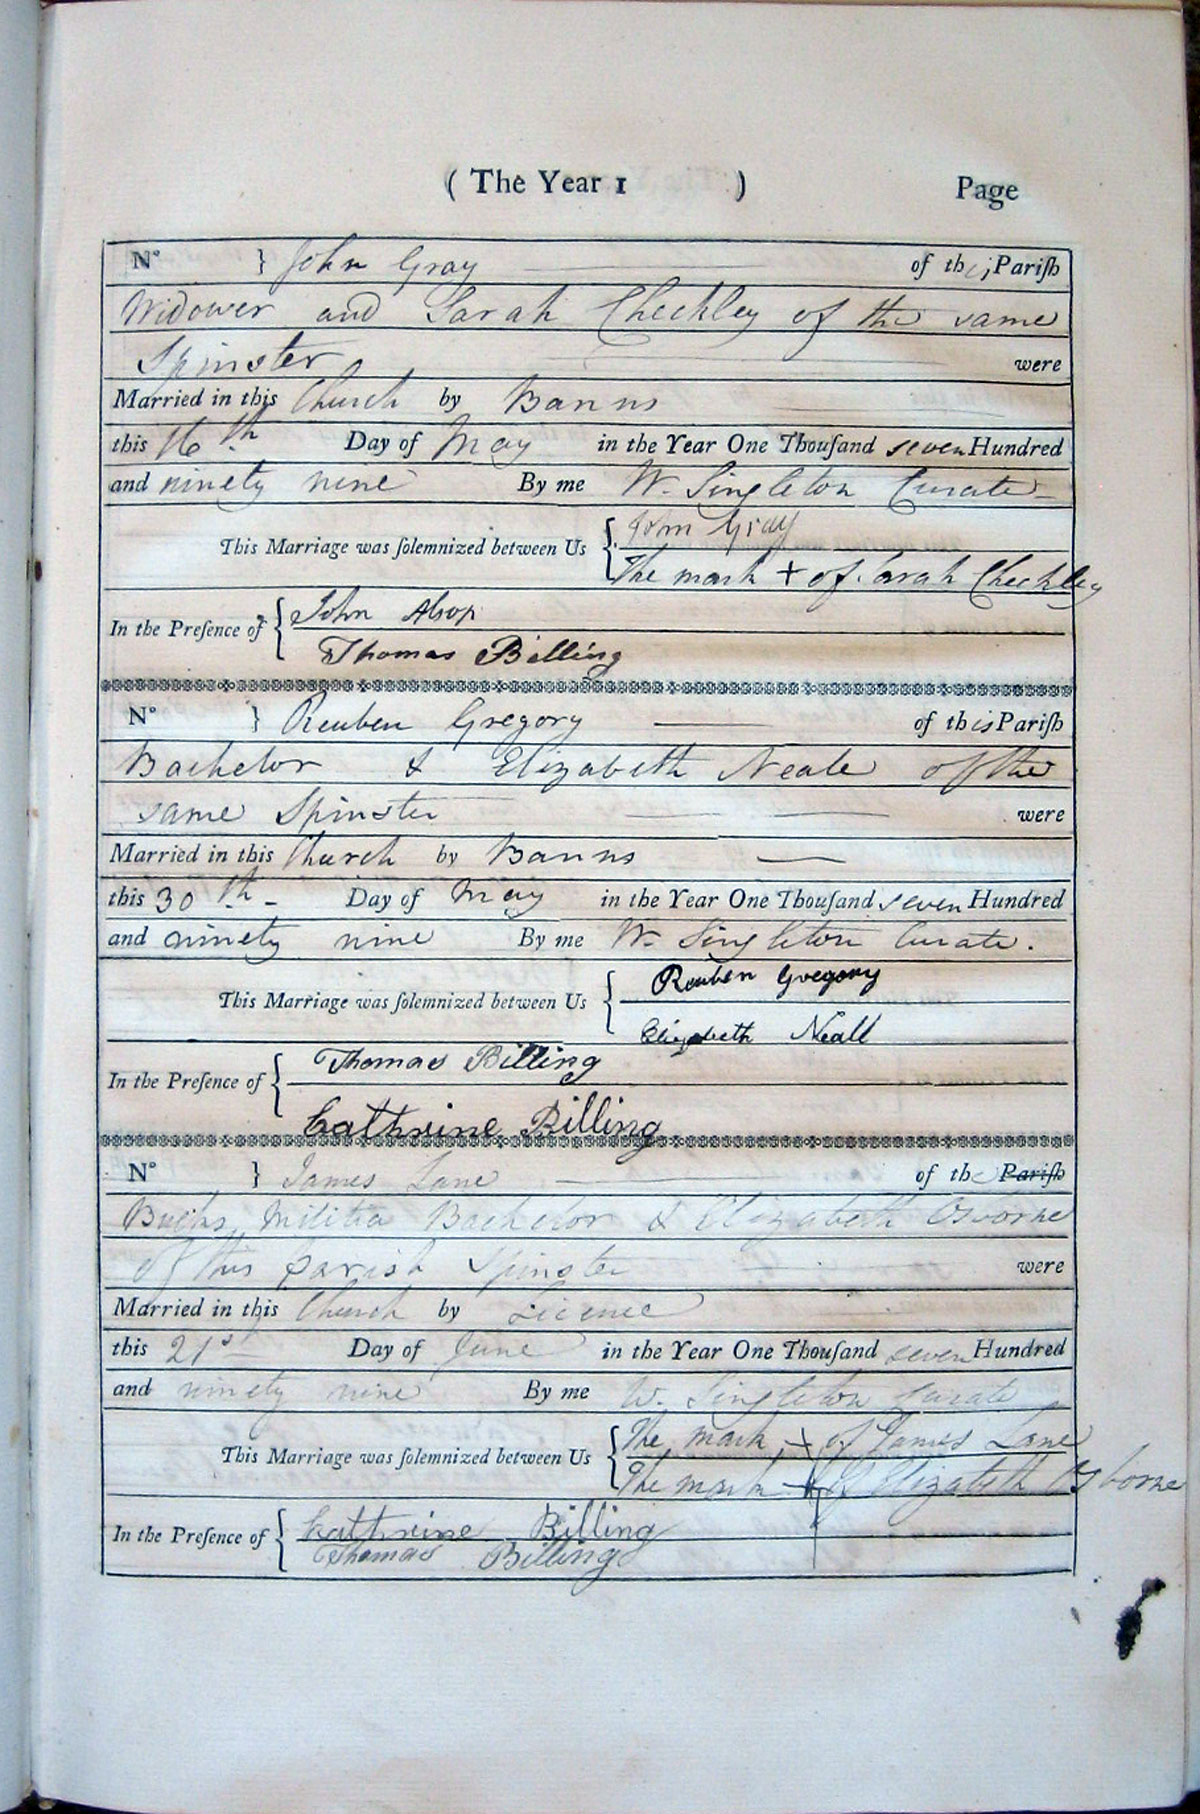 ( The Year 1 ) Page
No } John Gray of this Pariſh
Widower and Sarah Checkley of the same
Spinster were
Married in this Church by Banns
this 16th Day of May in the Year One Thouſand seven Hundred
and ninety nine By me W. Singleton Curate
This Marriage was ſolemnized between Us { John Gray
The mark + of Sarah Checkley
In the Preſence of { John Alsop
Thomas Billing
No } Reuben Gregory of this Pariſh
Bachelor & Elizabeth Neale of the
same Spinster were
Married in this Church by Banns
this 30th Day of May in the Year One Thouſand seven Hundred
and ninety nine By me W. Singleton Curate.
This Marriage was ſolemnized between Us { Reuben Gregory
Elizabeth Neall
In the Preſence of { Thomas Billing
Cathrine Billing
No } James Lane of the Pariſh
Bucks Militia Bachelor & Elizabeth Osborne
of this parish Spinster were
Married in this Church by Licence
this 21st Day of June in the Year One Thouſand seven Hundred
and ninety nine By me W. Singleton Curate
This Marriage was ſolemnized between Us { The mark + of James Lane
The mark + of Elizabeth Osborne
In the Preſence of { Cathrine Billing
Thomas Billing